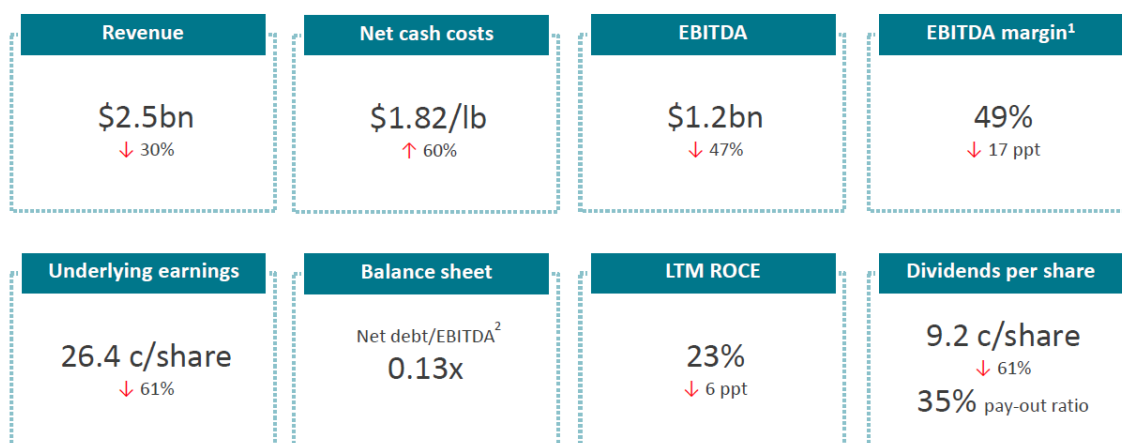 Revenue
$2.5bn
↓ 30%
Net cash costs
$1.82/lb
↑ 60%
EBITDA
$1.2bn
↓ 47%
EBITDA margin¹
49%
↓ 17 ppt
Underlying earnings
26.4 c/share
↓ 61%
Balance sheet
Net debt/EBITDA²
0.13x
LTM ROCE
23%
↓ 6 ppt
Dividends per share
9.2 c/share
↓ 61%
35% pay-out ratio